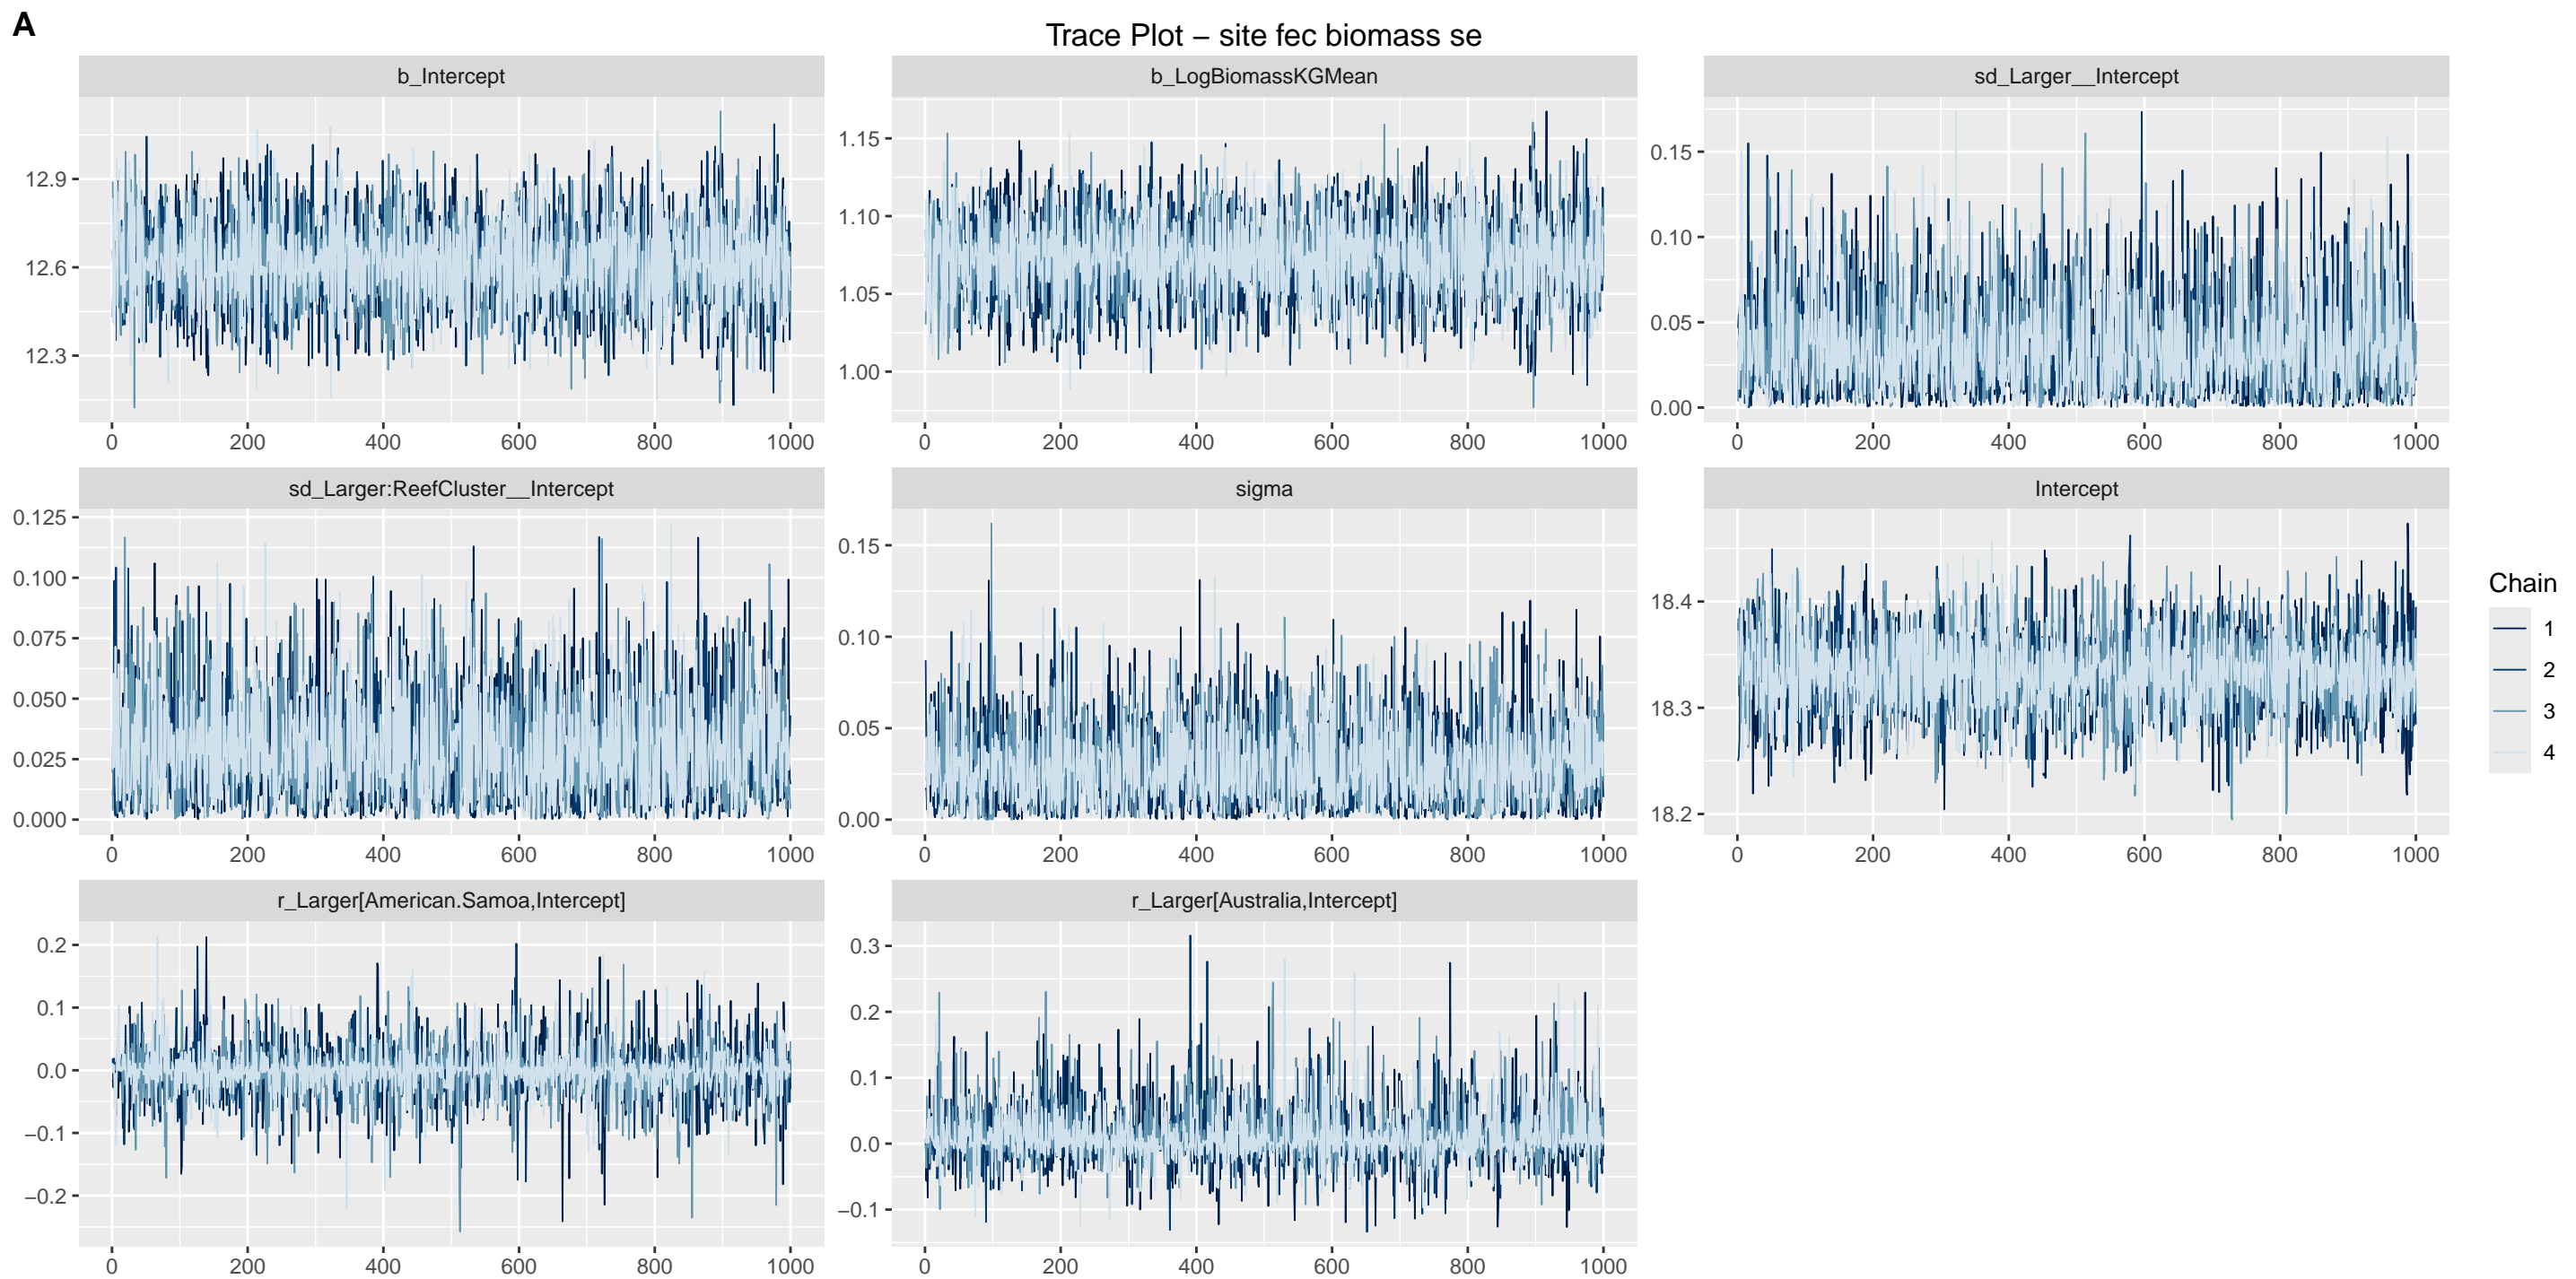 A
Trace Plot – site fec biomass se
b_Intercept
b_LogBiomassKGMean
sd_Larger__Intercept
12.9
12.6
12.3
1.15
1.10
1.05
1.00
0.15
0.10
0.05
0.00
0 200 400 600 800 1000
0 200 400 600 800 1000
0 200 400 600 800 1000
sd_Larger:ReefCluster__Intercept
sigma
Intercept
0.125
0.100
0.075
0.050
0.025
0.000
0.15
0.10
0.05
0.00
18.4
18.3
18.2
0 200 400 600 800 1000
0 200 400 600 800 1000
0 200 400 600 800 1000
r_Larger[American.Samoa,Intercept]
r_Larger[Australia,Intercept]
0.2
0.1
0.0
−0.1
−0.2
0.3
0.2
0.1
0.0
−0.1
0 200 400 600 800 1000
0 200 400 600 800 1000
Chain
1
2
3
4